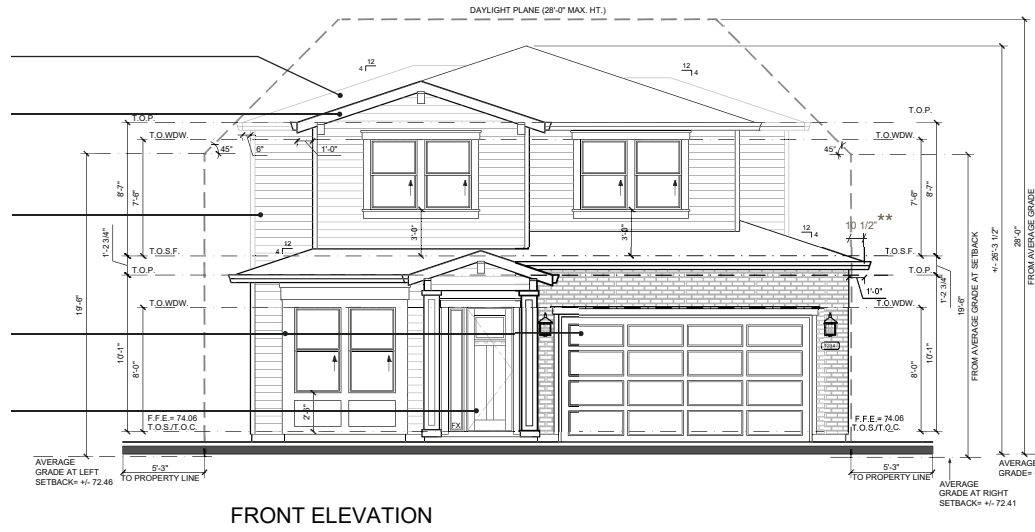 DAYLIGHT PLANE (28'-0" MAX. HT.)
12
4
12
4
T.O.P.
T.O.P.
T.O.WDW.
T.O.WDW.
45°
6"
1'-0"
45°
8'-7"
7'-6"
7'-6"
8'-7"
3'-0"
3'-0"
10 1/2" **
12
4
12
4
T.O.S.F.
T.O.S.F.
1'-2 3/4"
T.O.P.
T.O.P.
1'-0"
1'-2 3/4"
T.O.WDW.
T.O.WDW.
19'-6"
10'-1"
8'-0"
8'-0"
10'-1"
19'-6"
FROM AVERAGE GRADE AT SETBACK
+/- 26'-3 1/2"
28'-0"
FROM AVERAGE GRADE
2'-6"
FX
F.F.E.= 74.06
T.O.S./T.O.C.
F.F.E.= 74.06
T.O.S./T.O.C.
AVERAGE
GRADE AT LEFT
SETBACK= +/- 72.46
5'-3"
TO PROPERTY LINE
5'-3"
TO PROPERTY LINE
AVERAGE
GRADE AT RIGHT
SETBACK= +/- 72.41
AVERAGE
GRADE=
FRONT ELEVATION